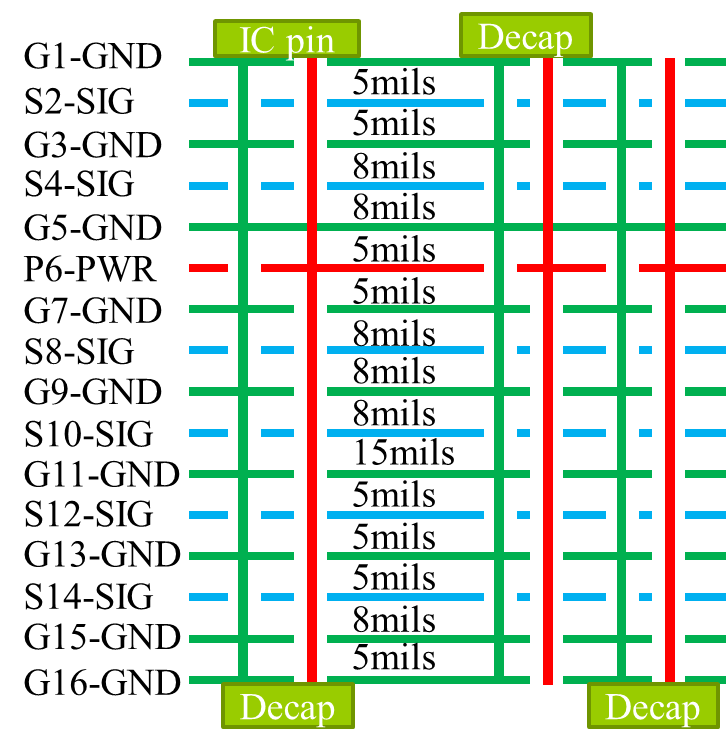 IC pin
Decap
G1-GND
5mils
S2-SIG
5mils
G3-GND
8mils
S4-SIG
8mils
G5-GND
5mils
P6-PWR
5mils
G7-GND
8mils
S8-SIG
8mils
G9-GND
8mils
S10-SIG
15mils
G11-GND
5mils
S12-SIG
5mils
G13-GND
5mils
S14-SIG
8mils
G15-GND
5mils
G16-GND
Decap
Decap